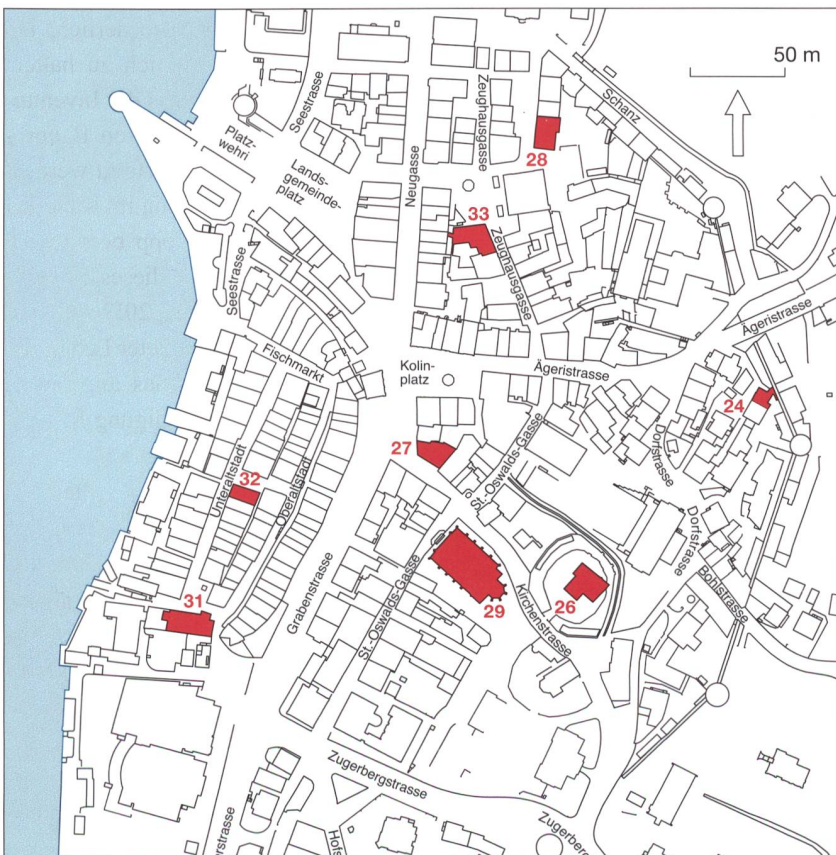 50 m
Seestrasse
Zeughausgasse
Schanz
Platz-
wehri
28
Lands-
gemeinde-
platz
Neugasse
33
Zeughausgasse
Seestrasse
Ägeristrasse
Fischmarkt
Kolin-
platz
Ägeristrasse
24
Dorfstrasse
27
St.-Oswalds-Gasse
Unteraltstadt
32
Oberaltstadt
Dorfstrasse
Bohlstrasse
31
Grabenstrasse
St.-Oswalds-Gasse
29
Kirchenstrasse
26
Zugerbergstrasse